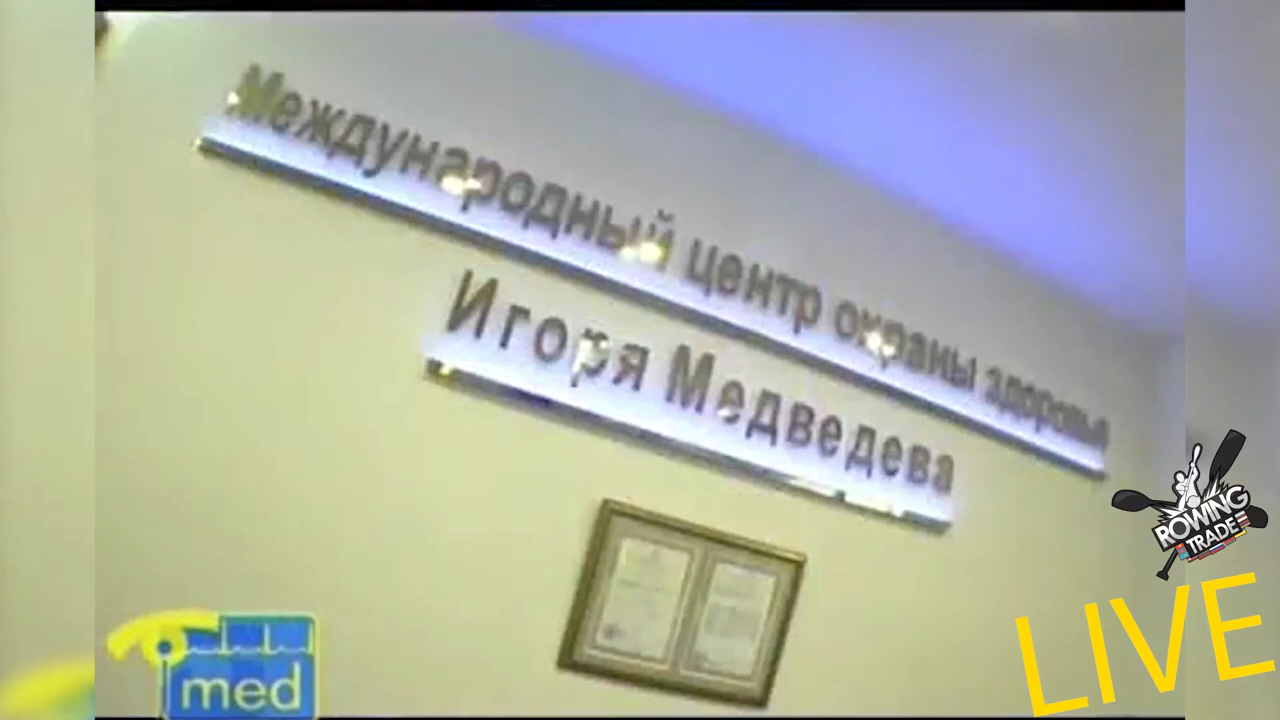 Международный центр охраны здоровья
Игоря Медведева
med
ROWING
TRADE
LIVE